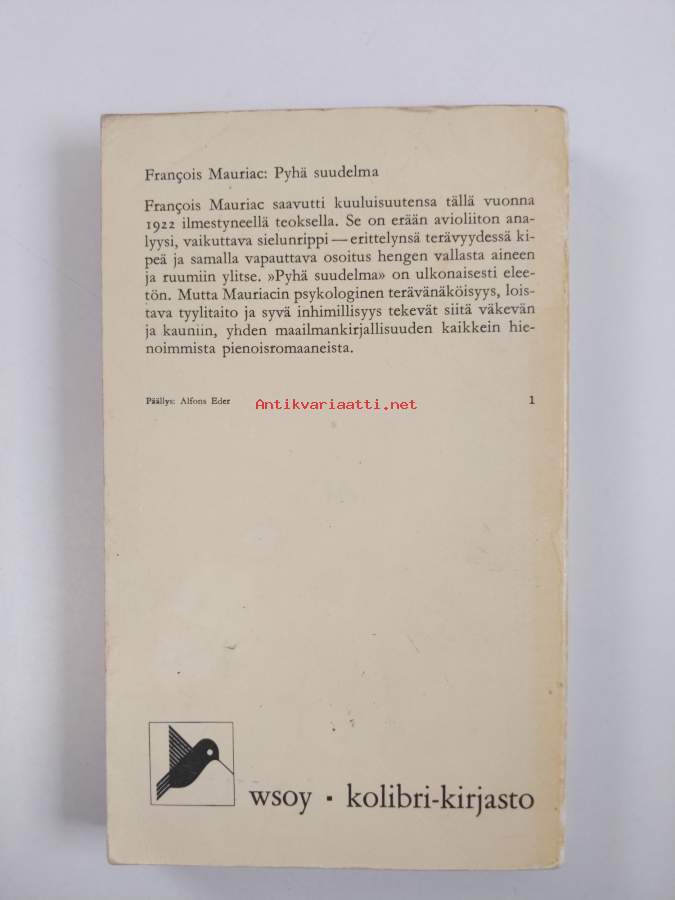 François Mauriac: Pyhä suudelma
François Mauriac saavutti kuuluisuutensa tällä vuonna
1922 ilmestyneellä teoksella. Se on erään avioliiton ana-
lyysi, vaikuttava sielunrippi — erittelynsä terävyydessä ki-
peä ja samalla vapauttava osoitus hengen vallasta aineen
ja ruumiin ylitse. »Pyhä suudelma» on ulkonaisesti elee-
tön. Mutta Mauriacin psykologinen terävänäköisyys, lois-
tava tyylitaito ja syvä inhimillisyys tekevät siitä väkevän
ja kauniin, yhden maailmankirjallisuuden kaikkein hie-
noimmista pienoisromaaneista.
Päällys: Alfons Eder Antikvariaatti.net 1
wsoy ▪ kolibri-kirjasto